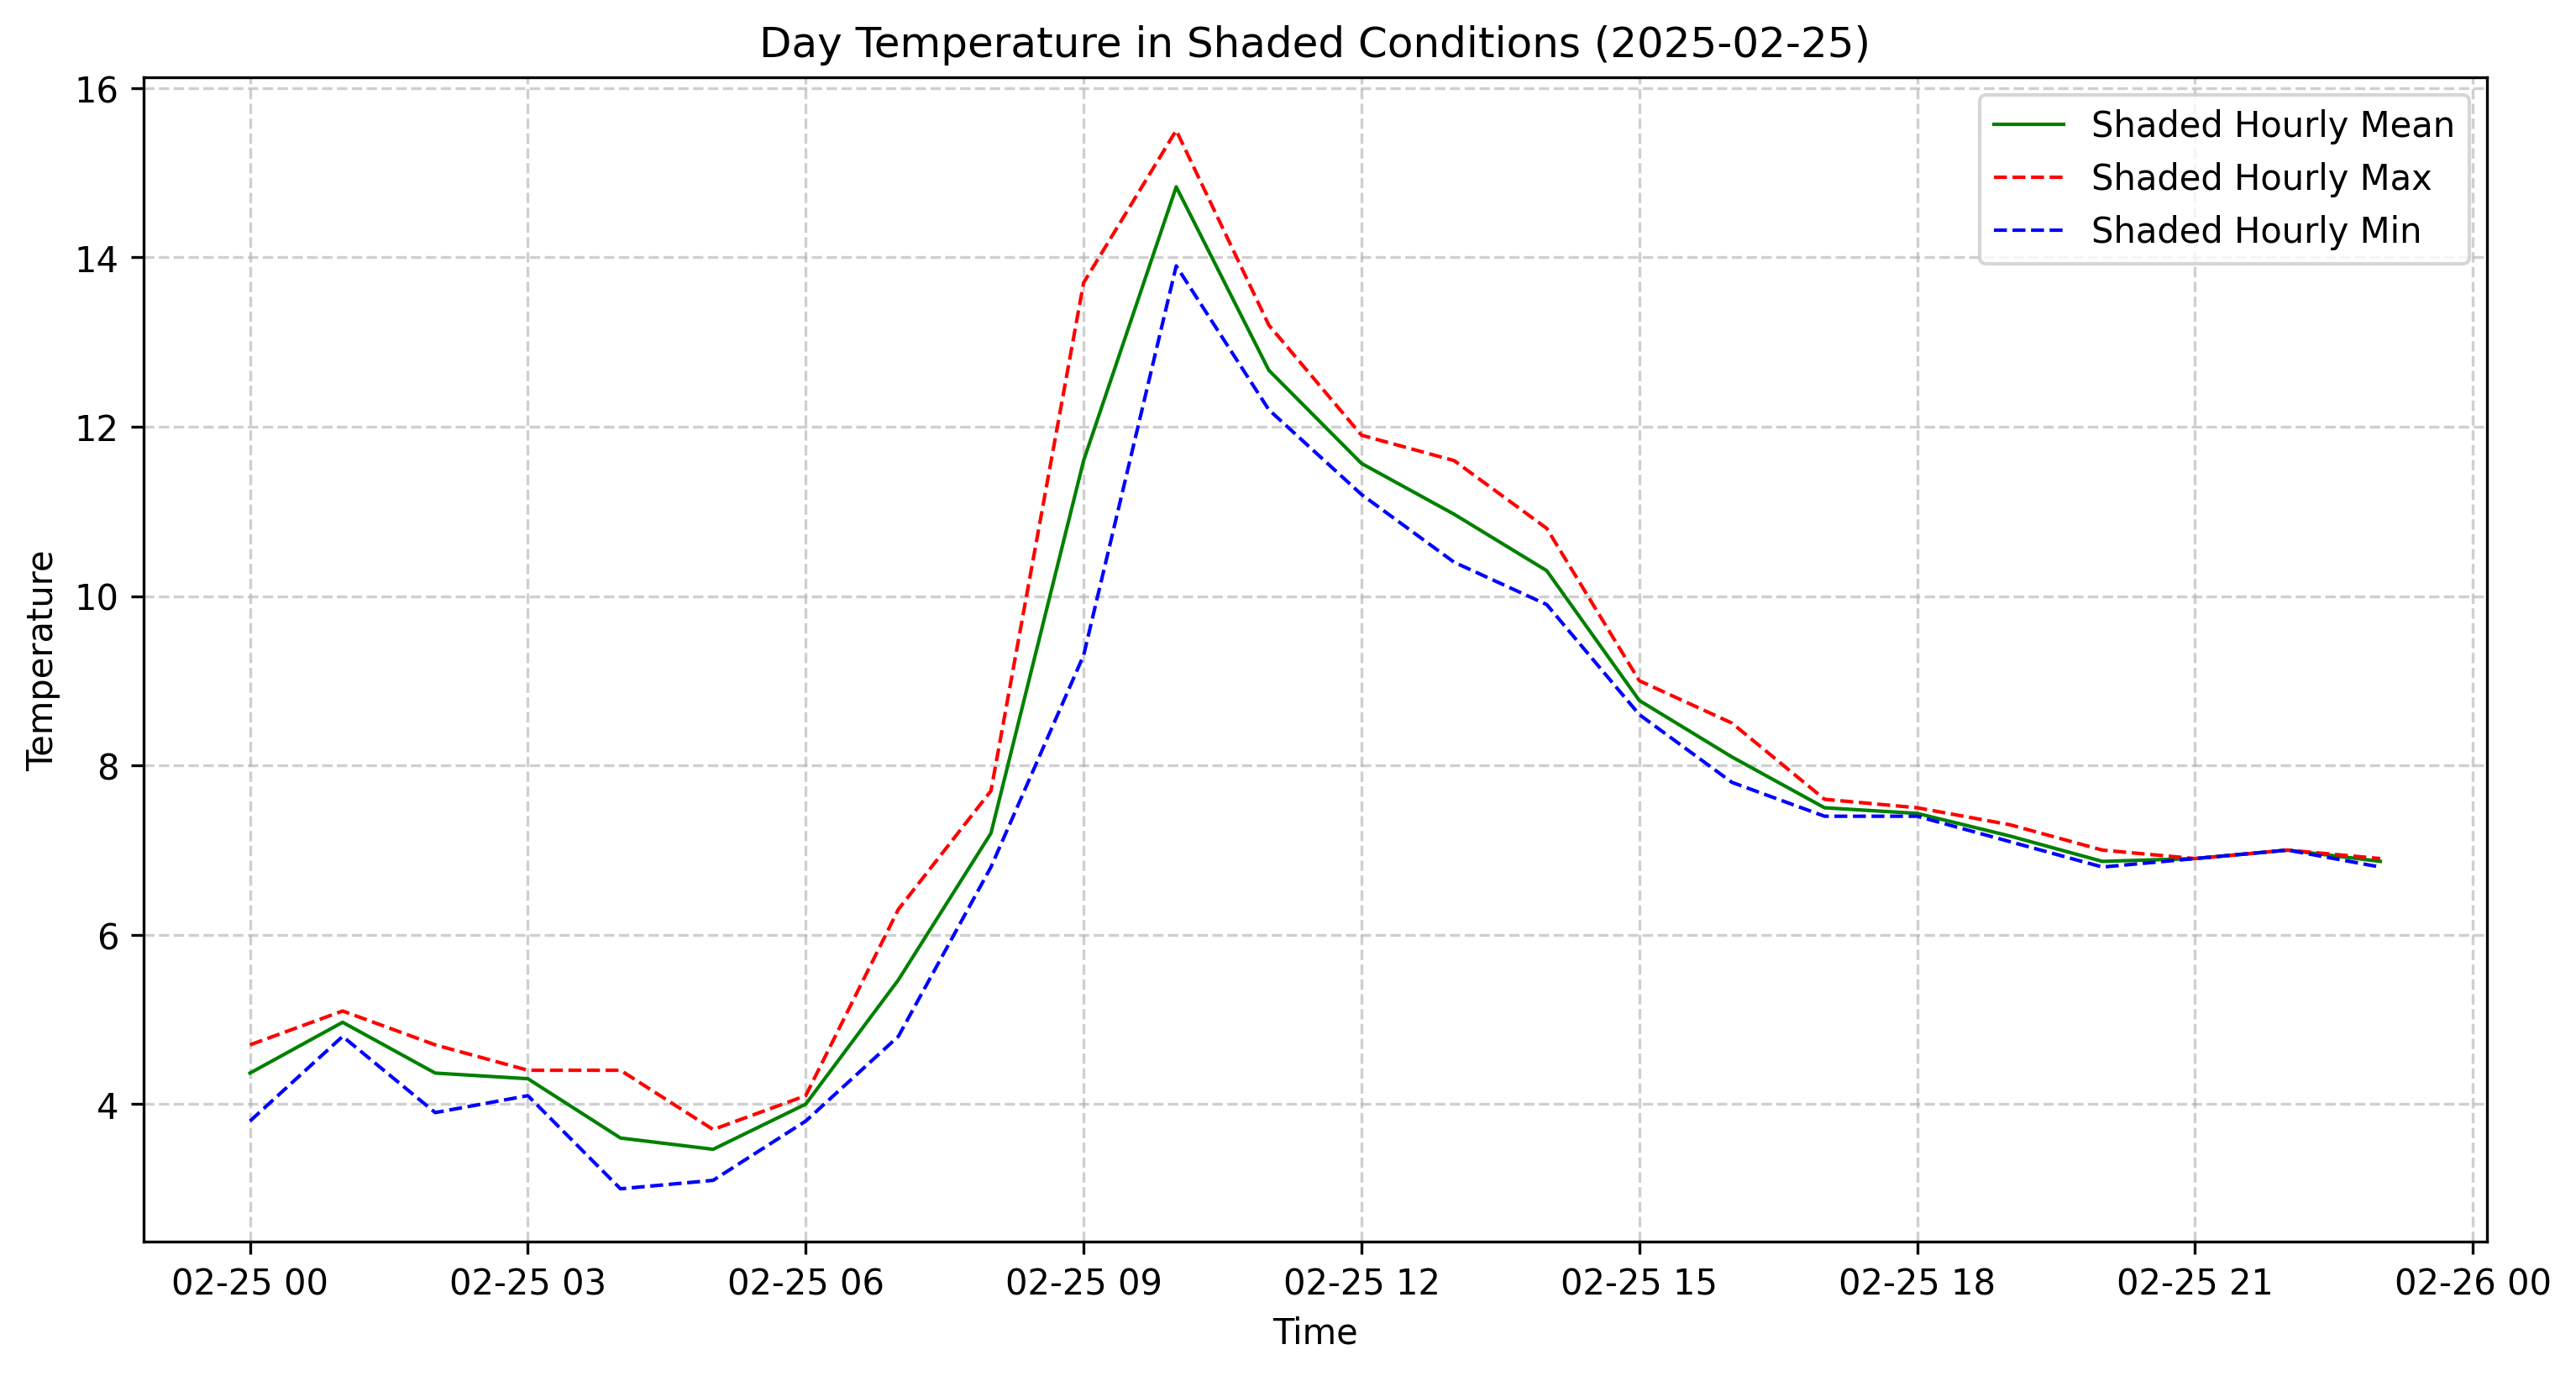 Day Temperature in Shaded Conditions (2025-02-25)
Shaded Hourly Mean
Shaded Hourly Max
Shaded Hourly Min
Temperature
16
14
12
10
8
6
4
02-25 00 02-25 03 02-25 06 02-25 09 02-25 12 02-25 15 02-25 18 02-25 21 02-26 00
Time